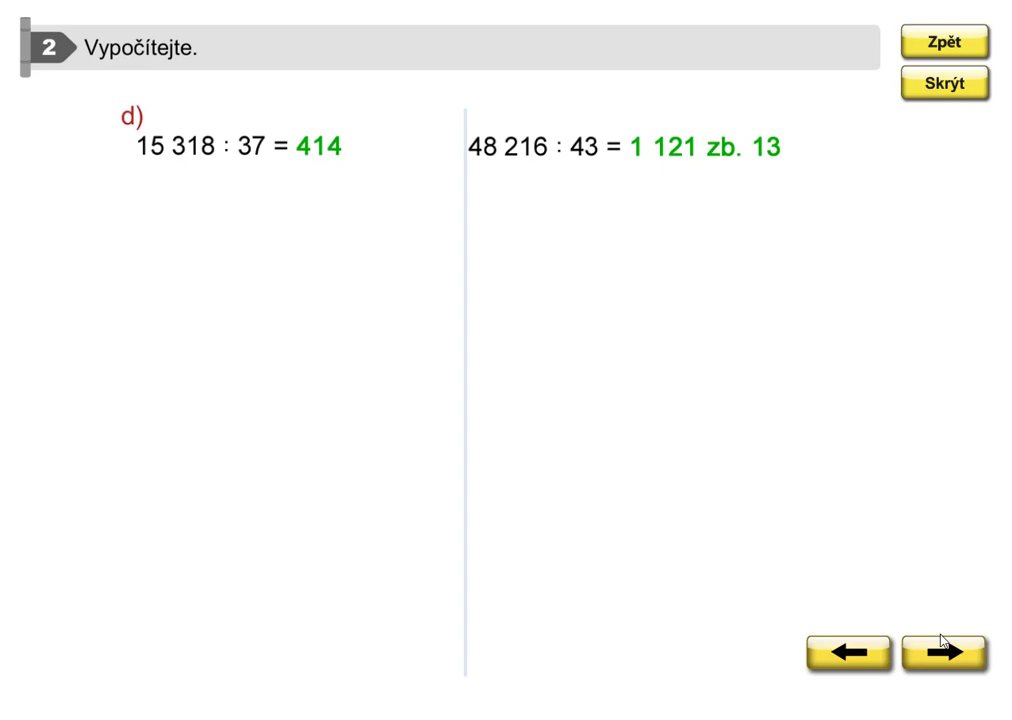 2 Vypočítejte.
Zpět
Skrýt
d)
15 318 : 37 = 414
48 216 : 43 = 1 121 zb. 13